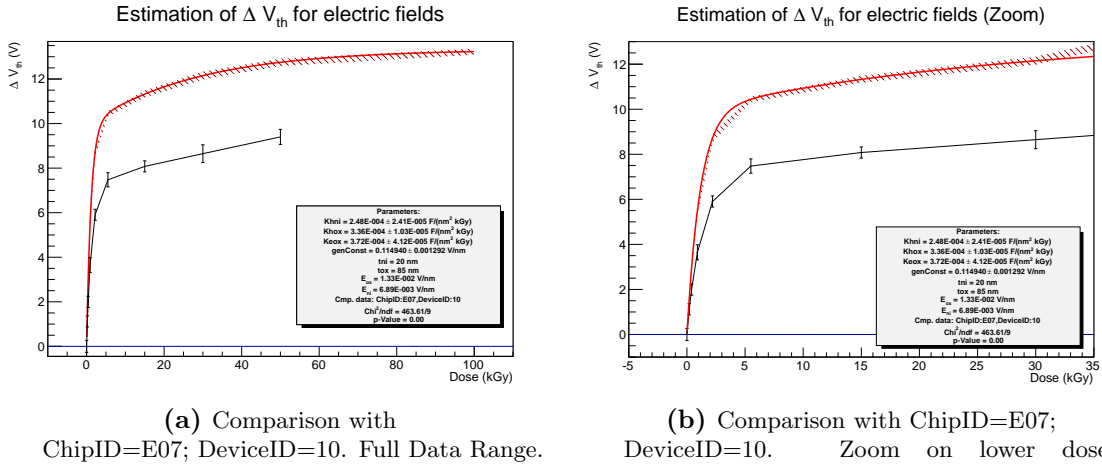 Estimation of Δ V_th for electric fields
Δ V_th (V)
12
10
8
6
4
2
0
0 20 40 60 80 100
Dose (kGy)
Parameters:
Khni = 2.48E-004 ± 2.41E-005 F/(nm² kGy)
Khox = 3.36E-004 ± 1.03E-005 F/(nm² kGy)
Keox = 3.72E-004 ± 4.12E-005 F/(nm² kGy)
genConst = 0.114940 ± 0.001292 V/nm
tni = 20 nm
tox = 85 nm
E_ox = 1.33E-002 V/nm
E_ni = 6.89E-003 V/nm
Cmp. data: ChipID:E07,DeviceID:10
Chi²/ndf = 463.61/9
p-Value = 0.00
(a) Comparison with
ChipID=E07; DeviceID=10. Full Data Range.
Estimation of Δ V_th for electric fields (Zoom)
Δ V_th (V)
12
10
8
6
4
2
0
-5 0 5 10 15 20 25 30 35
Dose (kGy)
Parameters:
Khni = 2.48E-004 ± 2.41E-005 F/(nm² kGy)
Khox = 3.36E-004 ± 1.03E-005 F/(nm² kGy)
Keox = 3.72E-004 ± 4.12E-005 F/(nm² kGy)
genConst = 0.114940 ± 0.001292 V/nm
tni = 20 nm
tox = 85 nm
E_ox = 1.33E-002 V/nm
E_ni = 6.89E-003 V/nm
Cmp. data: ChipID:E07,DeviceID:10
Chi²/ndf = 463.61/9
p-Value = 0.00
(b) Comparison with ChipID=E07;
DeviceID=10. Zoom on lower dose